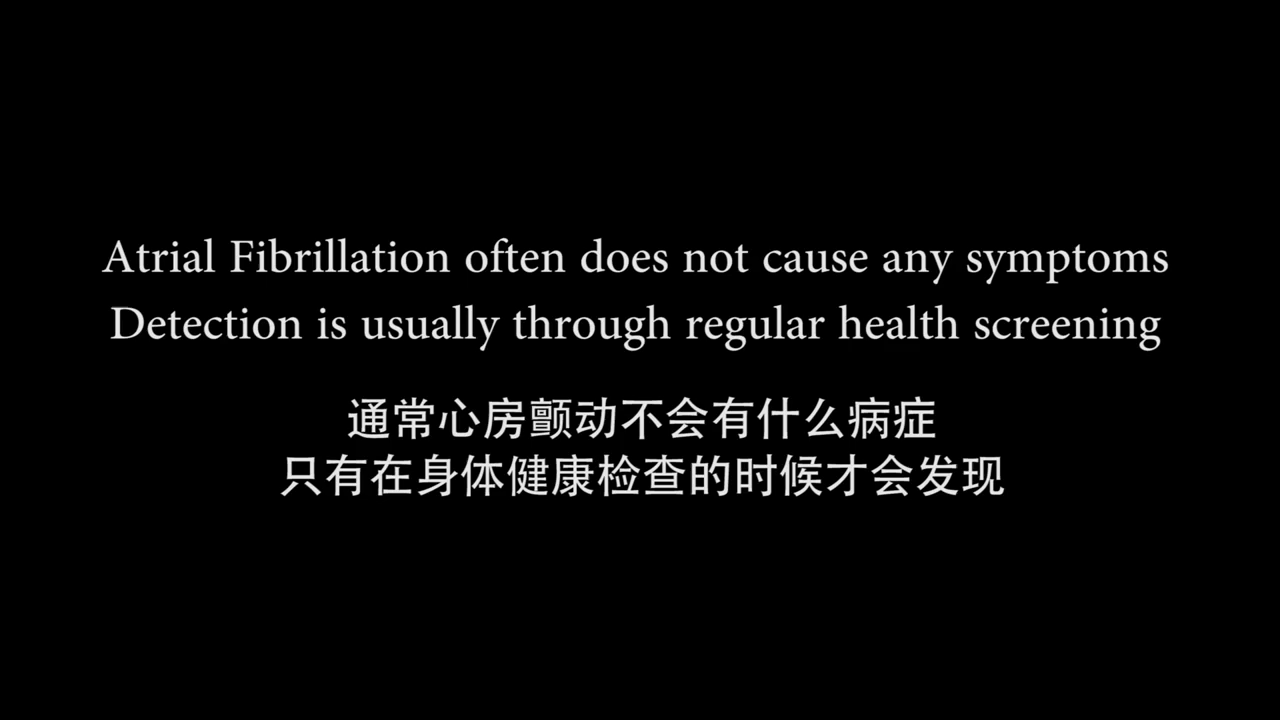 Atrial Fibrillation often does not cause any symptoms
Detection is usually through regular health screening
通常心房颤动不会有什么病症
只有在身体健康检查的时候才会发现